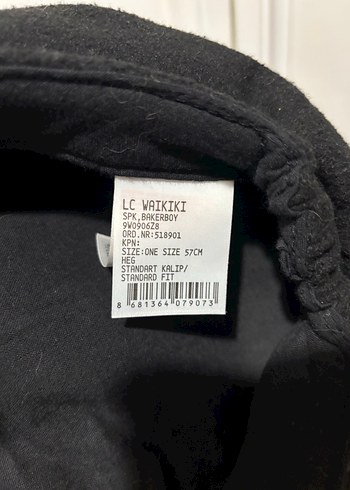 LC WAIKIKI
SPK,BAKERBOY
9W0906Z8
ORD.NR:518901
KPN:
SIZE:ONE SIZE 57CM
HEG
STANDART KALIP/
STANDARD FIT
8 681364 079073